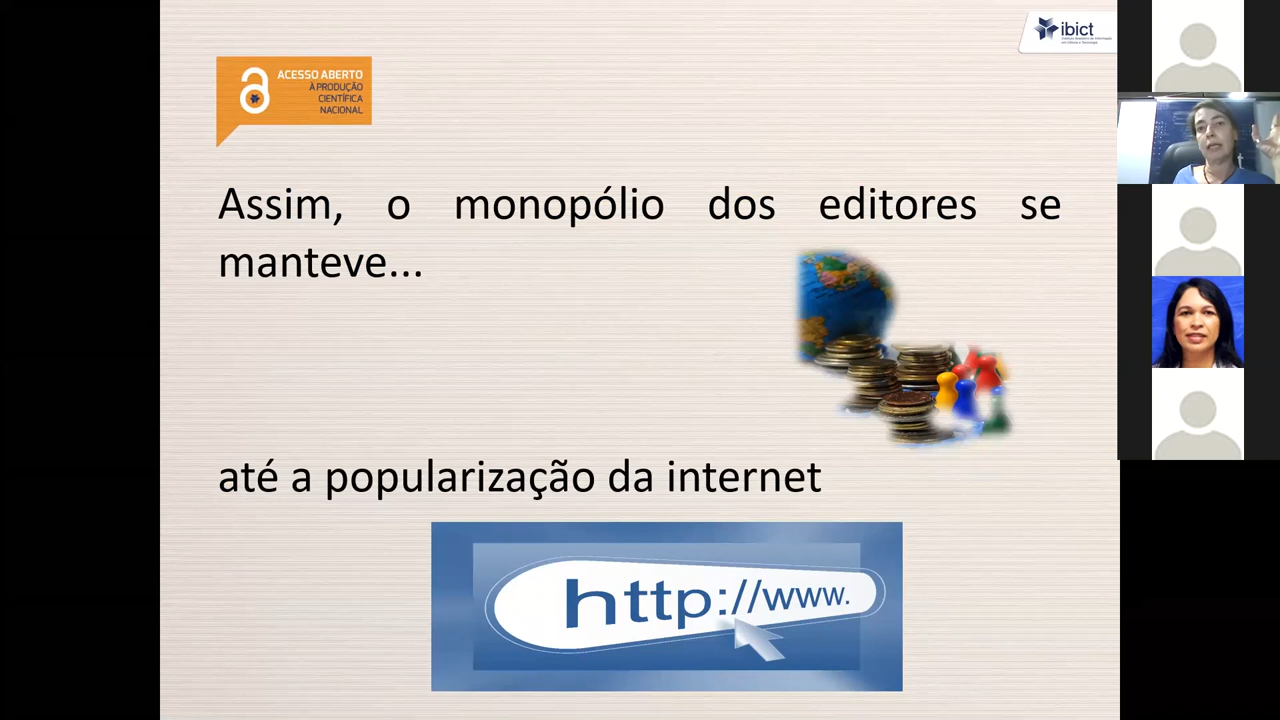 ibict
ACESSO ABERTO
À PRODUÇÃO
CIENTÍFICA
NACIONAL
Assim, o monopólio dos editores se
manteve...
até a popularização da internet
http://www.